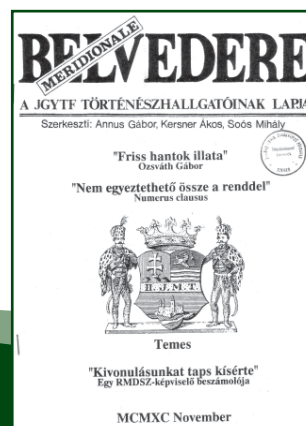 BELVEDERE
MERIDIONALE
A JGYTF TÖRTÉNÉSZHALLGATÓINAK LAPJA
Szerkeszti: Annus Gábor, Kersner Ákos, Soós Mihály
"Friss hantok illata"
Ozsváth Gábor
"Nem egyeztethető össze a renddel"
Numerus clausus
H. J. M. T.
Temes
"Kivonulásunkat taps kísérte"
Egy RMDSZ-képviselő beszámolója
MCMXC November